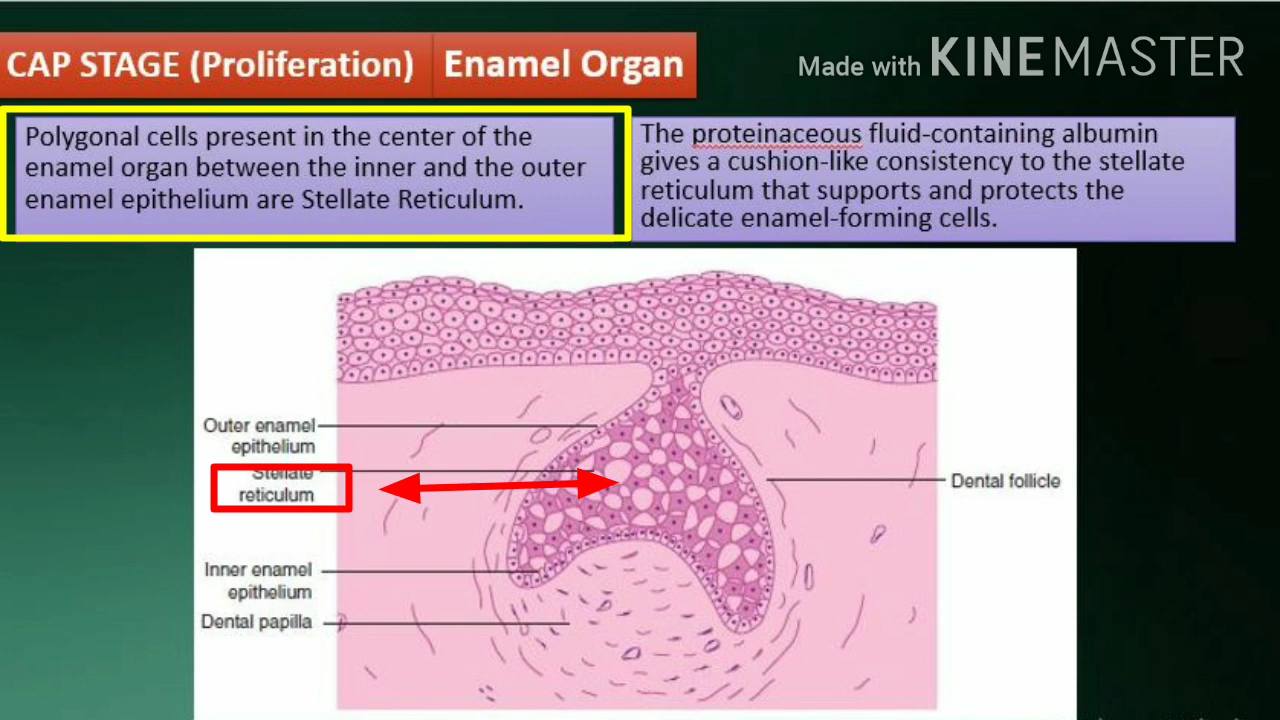 CAP STAGE (Proliferation) Enamel Organ
Made with KINEMASTER
Polygonal cells present in the center of the
enamel organ between the inner and the outer
enamel epithelium are Stellate Reticulum.
The proteinaceous fluid-containing albumin
gives a cushion-like consistency to the stellate
reticulum that supports and protects the
delicate enamel-forming cells.
Outer enamel
epithelium
Stellate
reticulum
Inner enamel
epithelium
Dental papilla
Dental follicle